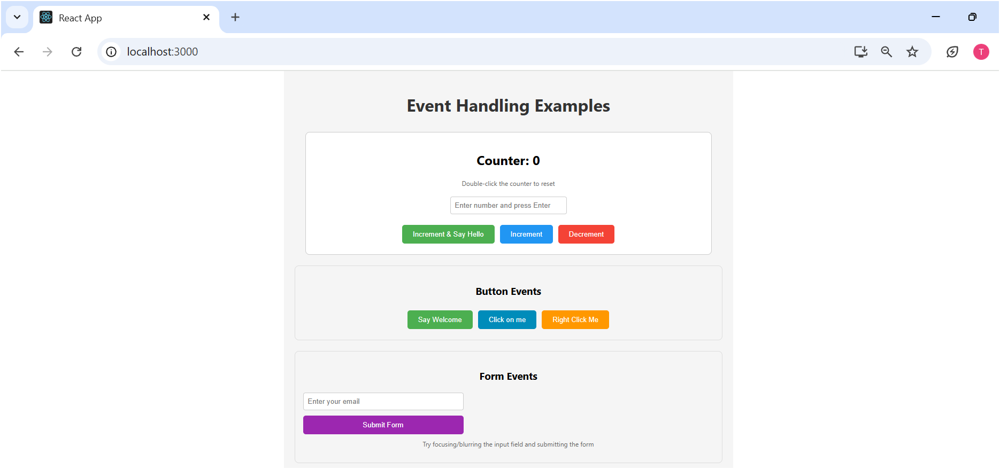 React App
localhost:3000
T
Event Handling Examples
Counter: 0
Double-click the counter to reset
Enter number and press Enter
Increment & Say Hello Increment Decrement
Button Events
Say Welcome Click on me Right Click Me
Form Events
Enter your email
Submit Form
Try focusing/blurring the input field and submitting the form